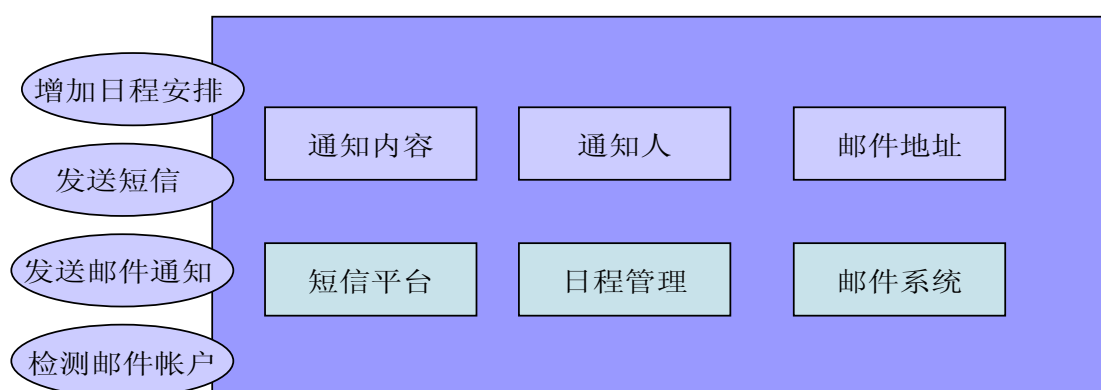 增加日程安排
发送短信
发送邮件通知
检测邮件帐户
通知内容
通知人
邮件地址
短信平台
日程管理
邮件系统